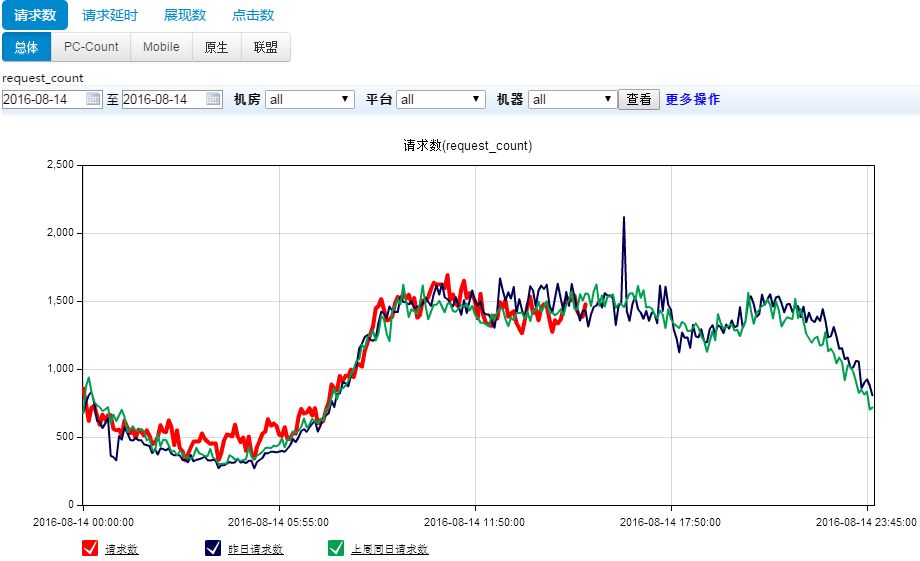 请求数 请求延时 展现数 点击数
总体 PC-Count Mobile 原生 联盟
request_count
2016-08-14 至 2016-08-14 机房 all 平台 all 机器 all 查看 更多操作
请求数(request_count)
2,500
2,000
1,500
1,000
500
0
2016-08-14 00:00:00 2016-08-14 05:55:00 2016-08-14 11:50:00 2016-08-14 17:50:00 2016-08-14 23:45:00
请求数 昨日请求数 上周同日请求数